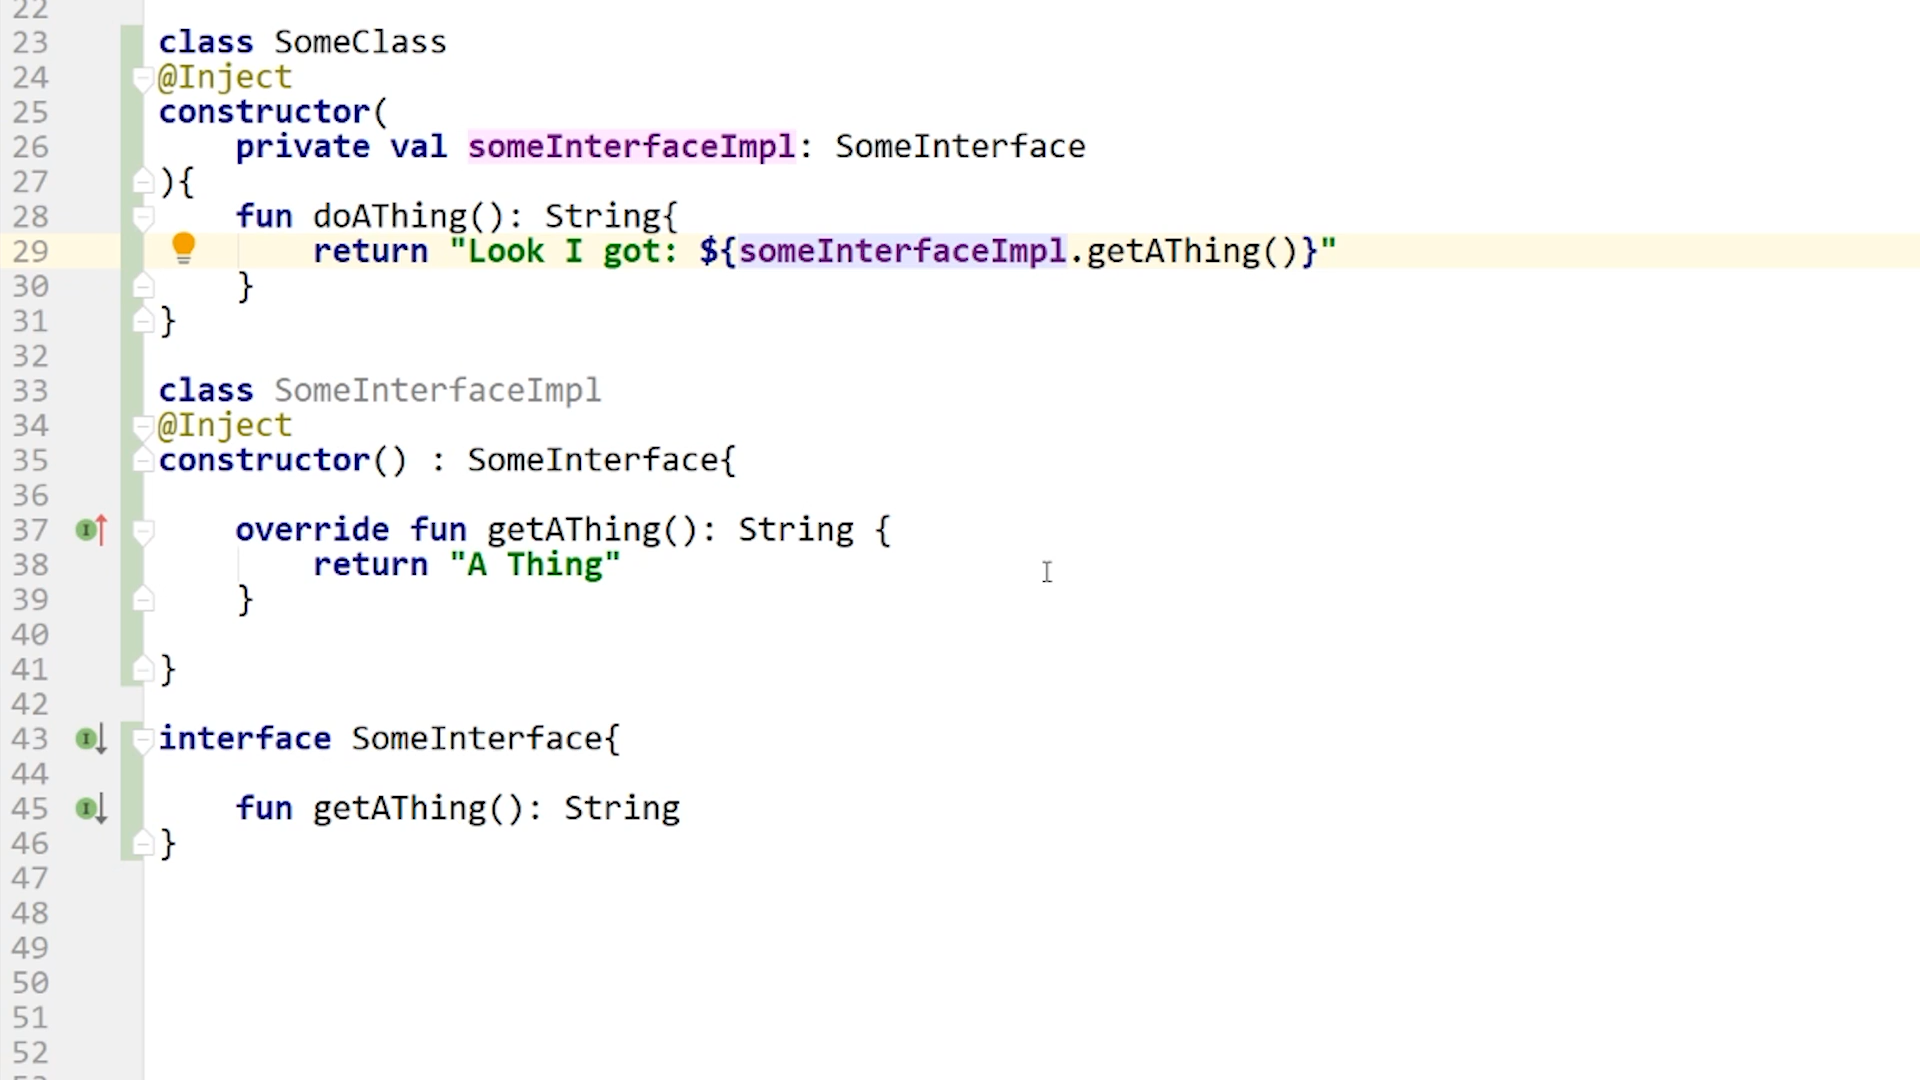 22
23 class SomeClass
24 @Inject
25 constructor(
26 private val someInterfaceImpl: SomeInterface
27 ){
28 fun doAThing(): String{
29 return "Look I got: ${someInterfaceImpl.getAThing()}"
30 }
31 }
32
33 class SomeInterfaceImpl
34 @Inject
35 constructor() : SomeInterface{
36
37 override fun getAThing(): String {
38 return "A Thing"
39 }
40
41 }
42
43 interface SomeInterface{
44
45 fun getAThing(): String
46 }
47
48
49
50
51
52